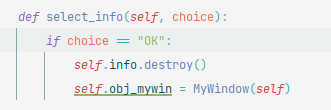 def select_info(self, choice):
    if choice == "OK":
        self.info.destroy()
        self.obj_mywin = MyWindow(self)